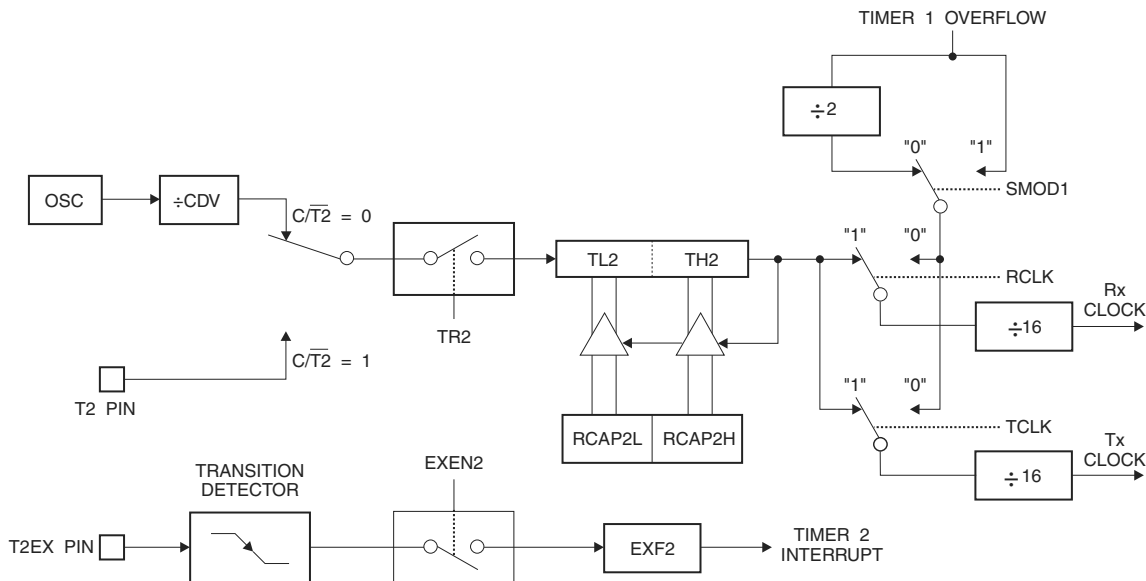 TIMER 1 OVERFLOW
÷2
"0" "1"
OSC
÷CDV
SMOD1
C/T2̅ = 0
"1" "0"
TL2 TH2
RCLK
Rx
CLOCK
TR2
÷16
C/T2̅ = 1
"1" "0"
T2 PIN
RCAP2L RCAP2H
TCLK
Tx
CLOCK
TRANSITION
DETECTOR
EXEN2
÷16
T2EX PIN
EXF2
TIMER 2
INTERRUPT